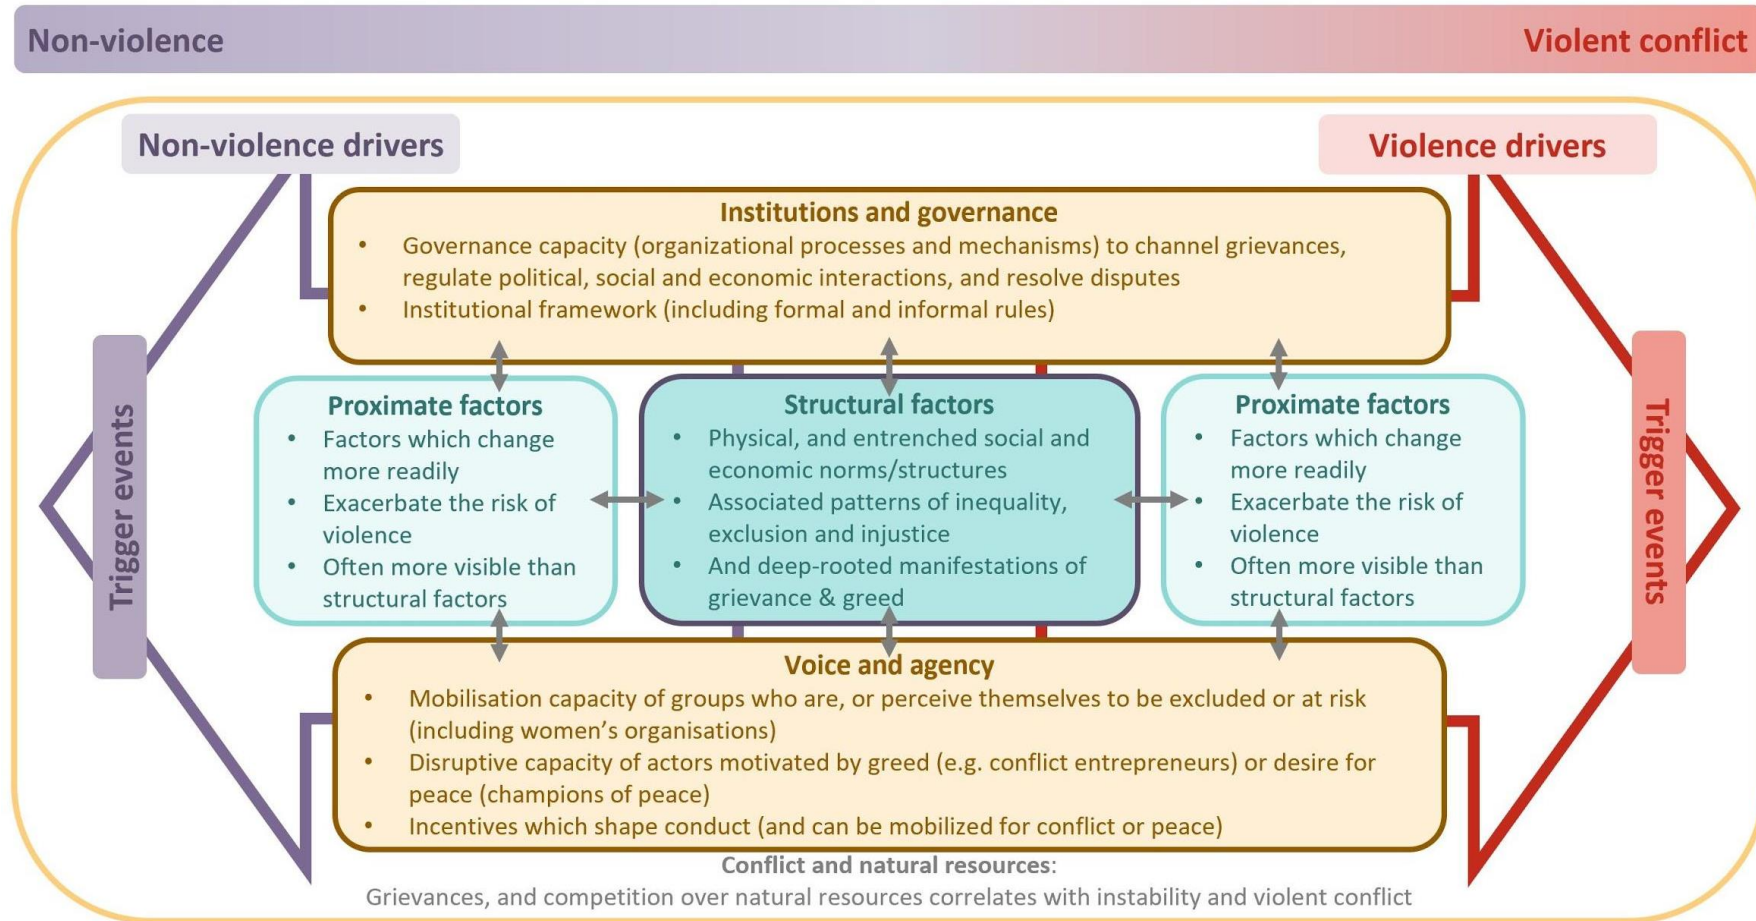 Non-violence
Violent conflict
Non-violence drivers
Violence drivers
Institutions and governance
• Governance capacity (organizational processes and mechanisms) to channel grievances,
regulate political, social and economic interactions, and resolve disputes
• Institutional framework (including formal and informal rules)
Trigger events
Proximate factors
• Factors which change
more readily
• Exacerbate the risk of
violence
• Often more visible than
structural factors
Structural factors
• Physical, and entrenched social and
economic norms/structures
• Associated patterns of inequality,
exclusion and injustice
• And deep-rooted manifestations of
grievance & greed
Proximate factors
• Factors which change
more readily
• Exacerbate the risk of
violence
• Often more visible than
structural factors
Trigger events
Voice and agency
• Mobilisation capacity of groups who are, or perceive themselves to be excluded or at risk
(including women’s organisations)
• Disruptive capacity of actors motivated by greed (e.g. conflict entrepreneurs) or desire for
peace (champions of peace)
• Incentives which shape conduct (and can be mobilized for conflict or peace)
Conflict and natural resources:
Grievances, and competition over natural resources correlates with instability and violent conflict